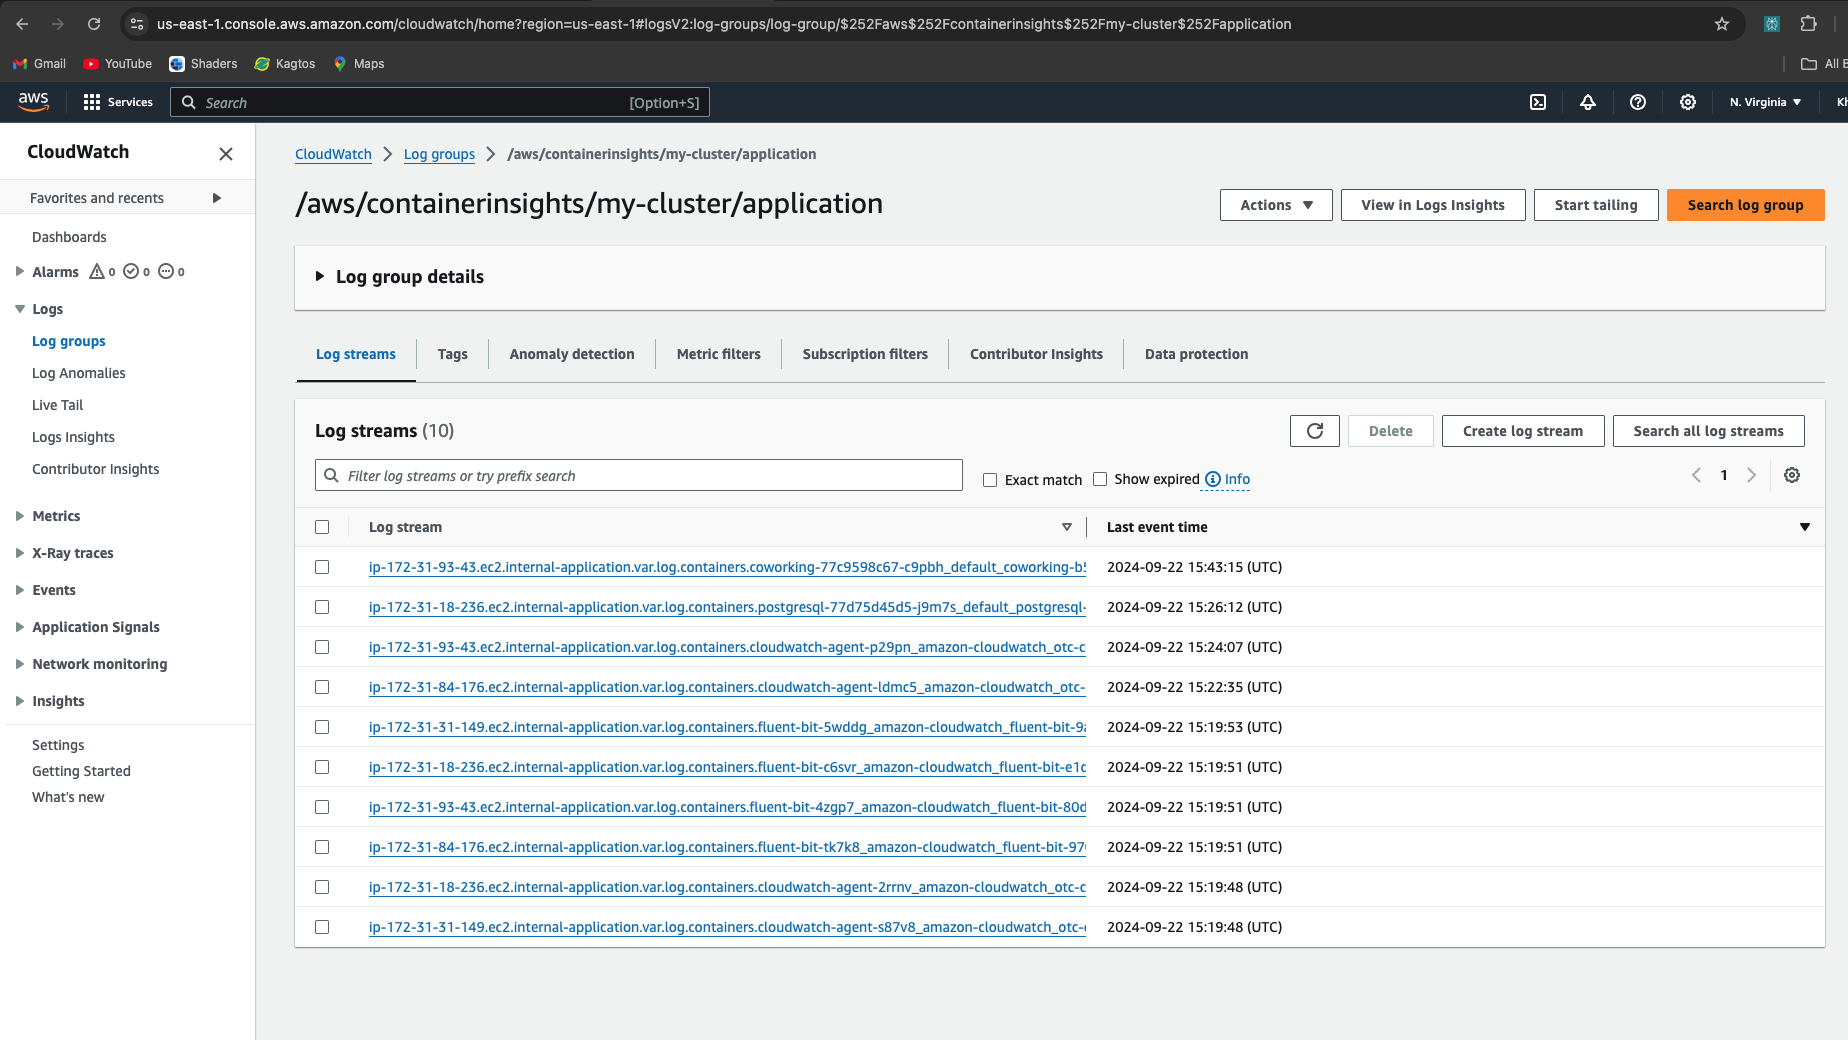 us-east-1.console.aws.amazon.com/cloudwatch/home?region=us-east-1#logsV2:log-groups/log-group/$252Faws$252Fcontainerinsights$252Fmy-cluster$252Fapplication
Gmail YouTube Shaders Kagtos Maps All B
aws Services Search [Option+S] N. Virginia Kh
CloudWatch
Favorites and recents
Dashboards
Alarms 0 0 0
Logs
Log groups
Log Anomalies
Live Tail
Logs Insights
Contributor Insights
Metrics
X-Ray traces
Events
Application Signals
Network monitoring
Insights
Settings
Getting Started
What's new
CloudWatch Log groups /aws/containerinsights/my-cluster/application
/aws/containerinsights/my-cluster/application
Actions View in Logs Insights Start tailing Search log group
Log group details
Log streams Tags Anomaly detection Metric filters Subscription filters Contributor Insights Data protection
Log streams (10)
Delete Create log stream Search all log streams
Filter log streams or try prefix search Exact match Show expired Info 1
Log stream Last event time
ip-172-31-93-43.ec2.internal-application.var.log.containers.coworking-77c9598c67-c9pbh_default_coworking-b5 2024-09-22 15:43:15 (UTC)
ip-172-31-18-236.ec2.internal-application.var.log.containers.postgresql-77d75d45d5-j9m7s_default_postgresql- 2024-09-22 15:26:12 (UTC)
ip-172-31-93-43.ec2.internal-application.var.log.containers.cloudwatch-agent-p29pn_amazon-cloudwatch_otc-c 2024-09-22 15:24:07 (UTC)
ip-172-31-84-176.ec2.internal-application.var.log.containers.cloudwatch-agent-ldmc5_amazon-cloudwatch_otc- 2024-09-22 15:22:35 (UTC)
ip-172-31-31-149.ec2.internal-application.var.log.containers.fluent-bit-5wddg_amazon-cloudwatch_fluent-bit-9a 2024-09-22 15:19:53 (UTC)
ip-172-31-18-236.ec2.internal-application.var.log.containers.fluent-bit-c6svr_amazon-cloudwatch_fluent-bit-e1c 2024-09-22 15:19:51 (UTC)
ip-172-31-93-43.ec2.internal-application.var.log.containers.fluent-bit-4zgp7_amazon-cloudwatch_fluent-bit-80d 2024-09-22 15:19:51 (UTC)
ip-172-31-84-176.ec2.internal-application.var.log.containers.fluent-bit-tk7k8_amazon-cloudwatch_fluent-bit-970 2024-09-22 15:19:51 (UTC)
ip-172-31-18-236.ec2.internal-application.var.log.containers.cloudwatch-agent-2rrnv_amazon-cloudwatch_otc-c 2024-09-22 15:19:48 (UTC)
ip-172-31-31-149.ec2.internal-application.var.log.containers.cloudwatch-agent-s87v8_amazon-cloudwatch_otc- 2024-09-22 15:19:48 (UTC)